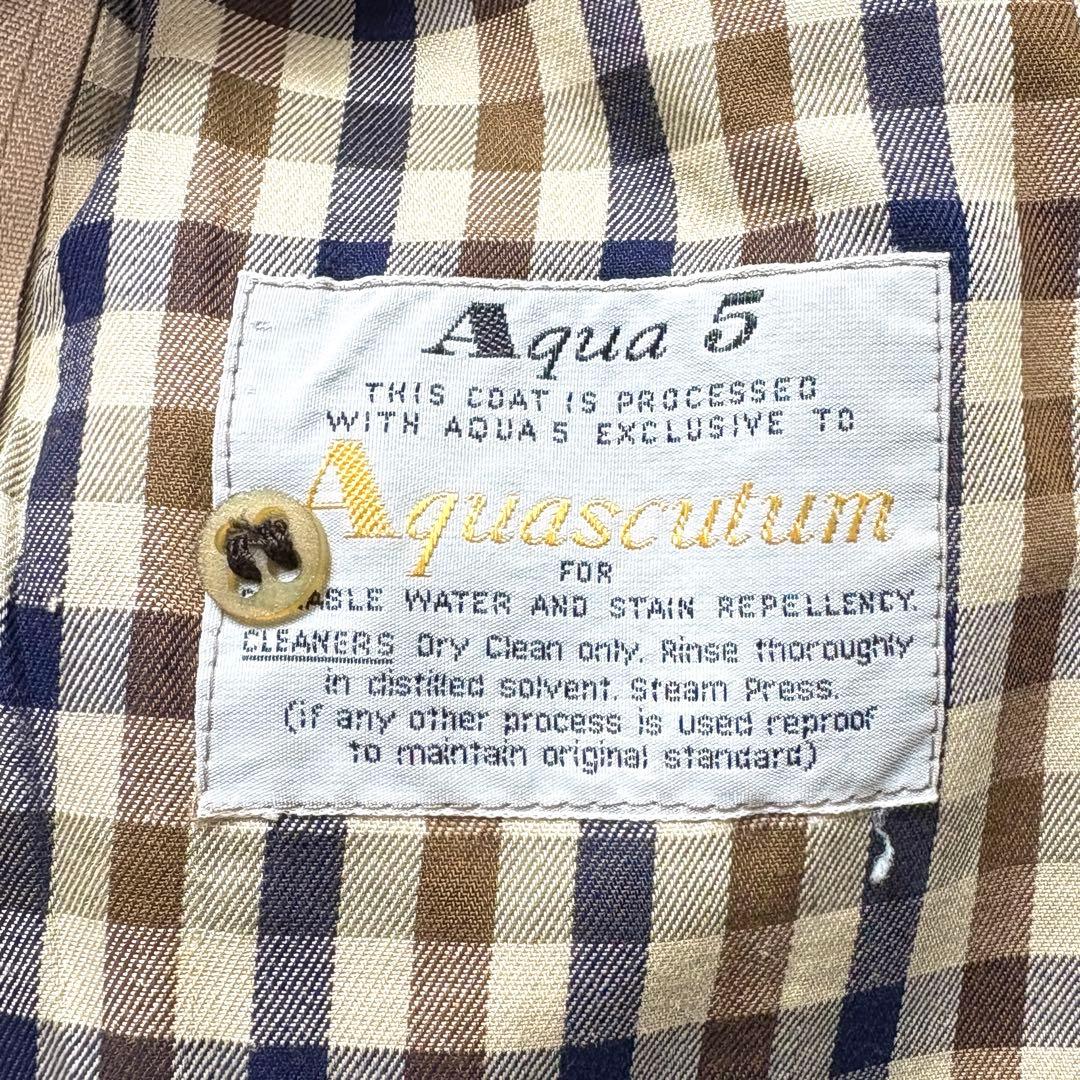 Aqua 5
THIS COAT IS PROCESSED
WITH AQUA 5 EXCLUSIVE TO
Aquascutum
FOR
WATER AND STAIN REPELLENCY.
CLEANERS Dry Clean only. Rinse thoroughly
in distilled solvent. Steam Press.
(if any other process is used reproof
to maintain original standard)